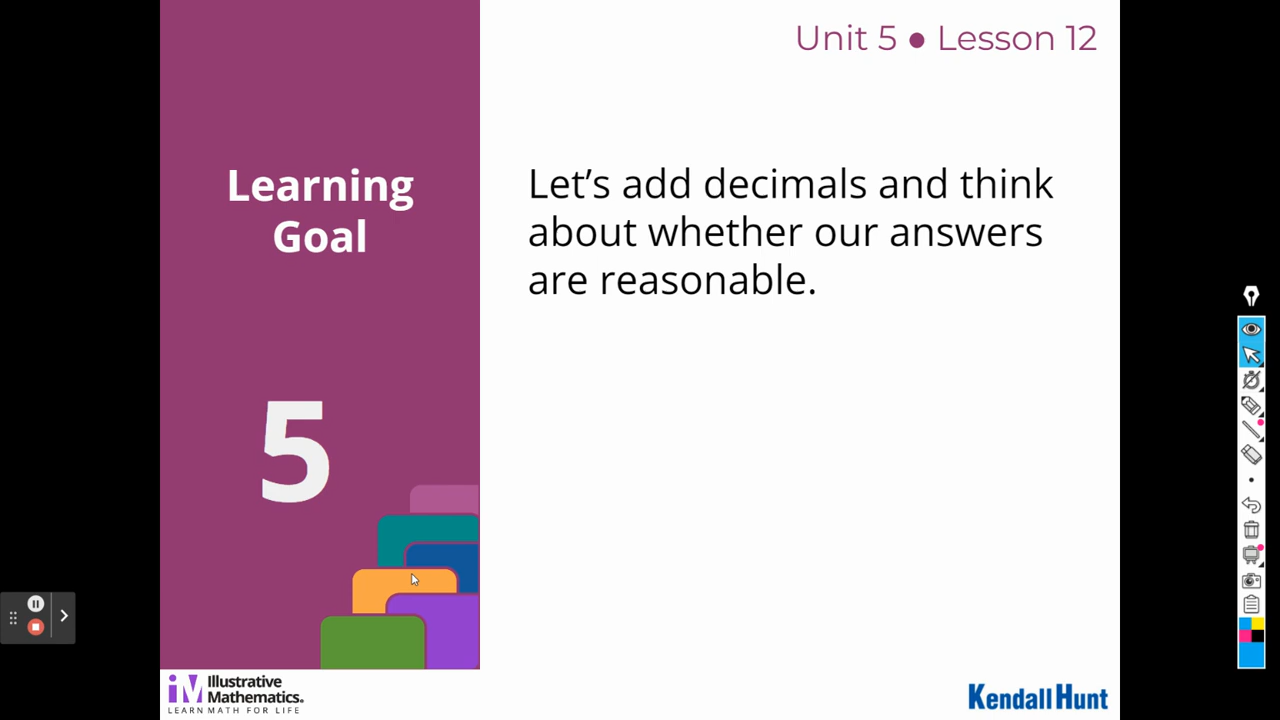 Unit 5 ● Lesson 12
Learning
Goal
Let's add decimals and think
about whether our answers
are reasonable.
5
iM Illustrative
Mathematics.
LEARN MATH FOR LIFE
Kendall Hunt